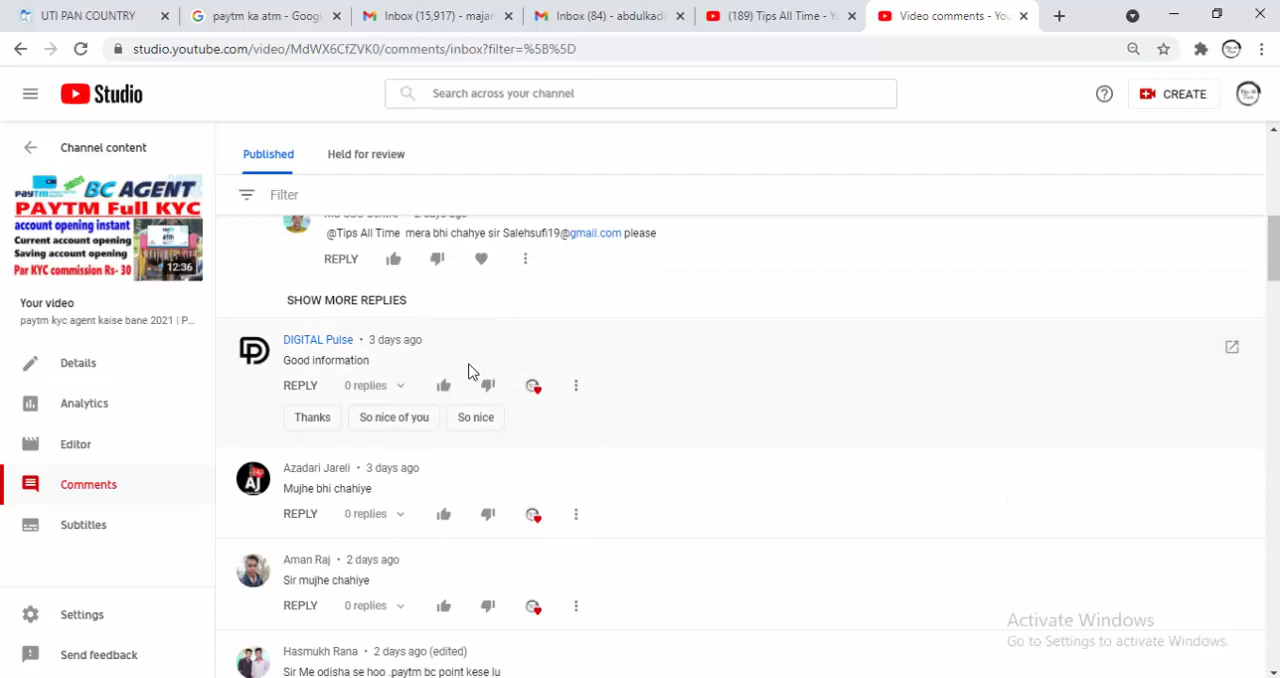 UTI PAN COUNTRY
paytm ka atm - Goog
Inbox (15,917) - majar
Inbox (84) - abdulkadi
(189) Tips All Time - Yo
Video comments - You
studio.youtube.com/video/MdWX6CfZVK0/comments/inbox?filter=%5B%5D
Studio
Search across your channel
CREATE
Channel content
Published
Held for review
Filter
paytm BC AGENT
PAYTM Full KYC
account opening instant
Current account opening
Saving account opening
Par KYC commission Rs- 30
12:36
Your video
paytm kyc agent kaise bane 2021 | P...
Details
Analytics
Editor
Comments
Subtitles
Settings
Send feedback
2 days ago
@Tips All Time mera bhi chahye sir Salehsufi19@gmail.com please
REPLY
SHOW MORE REPLIES
DIGITAL Pulse • 3 days ago
Good information
REPLY 0 replies
Thanks So nice of you So nice
Azadari Jareli • 3 days ago
Mujhe bhi chahiye
REPLY 0 replies
Aman Raj • 2 days ago
Sir mujhe chahiye
REPLY 0 replies
Hasmukh Rana • 2 days ago (edited)
Sir Me odisha se hoo .paytm bc point kese lu
Activate Windows
Go to Settings to activate Windows.